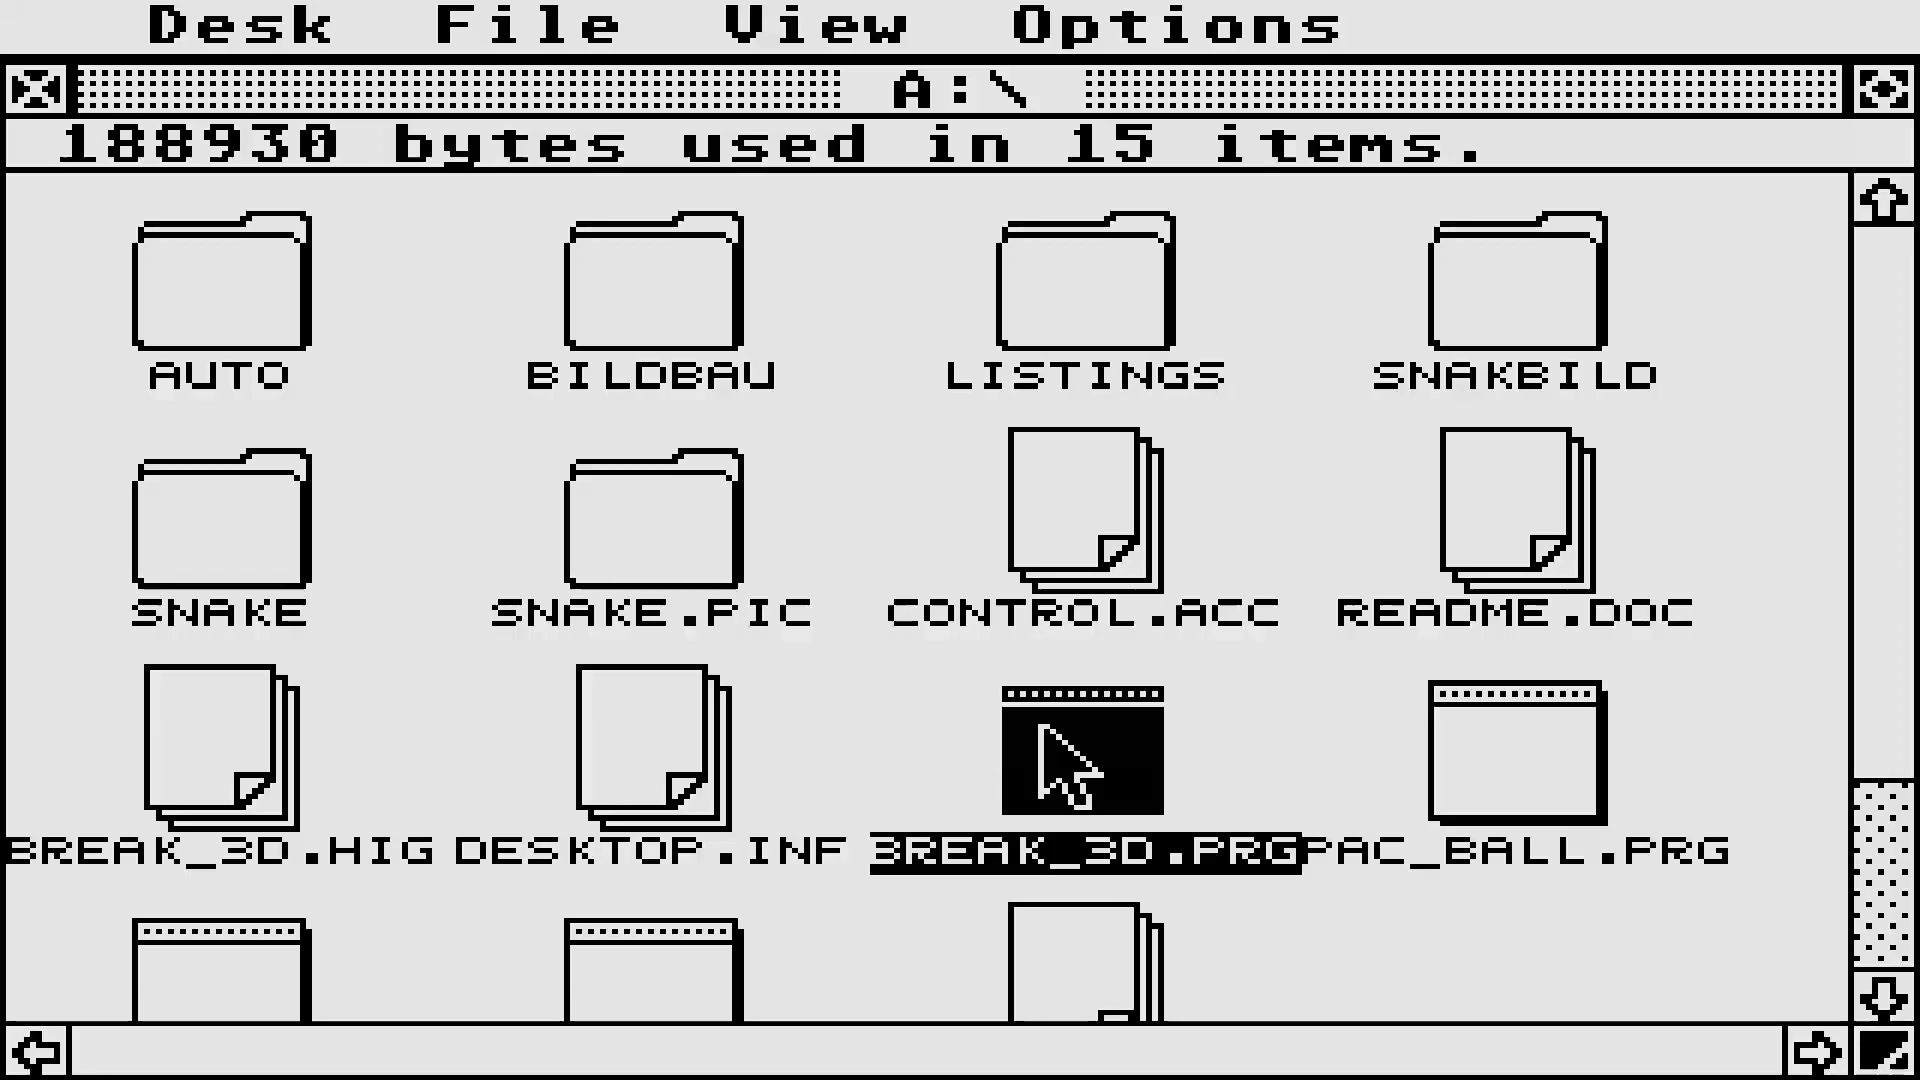 Desk File View Options
A:\
188930 bytes used in 15 items.
AUTO BILDBAU LISTINGS SNAKBILD
SNAKE SNAKE.PIC CONTROL.ACC README.DOC
BREAK_3D.HIG DESKTOP.INF BREAK_3D.PRG PAC_BALL.PRG